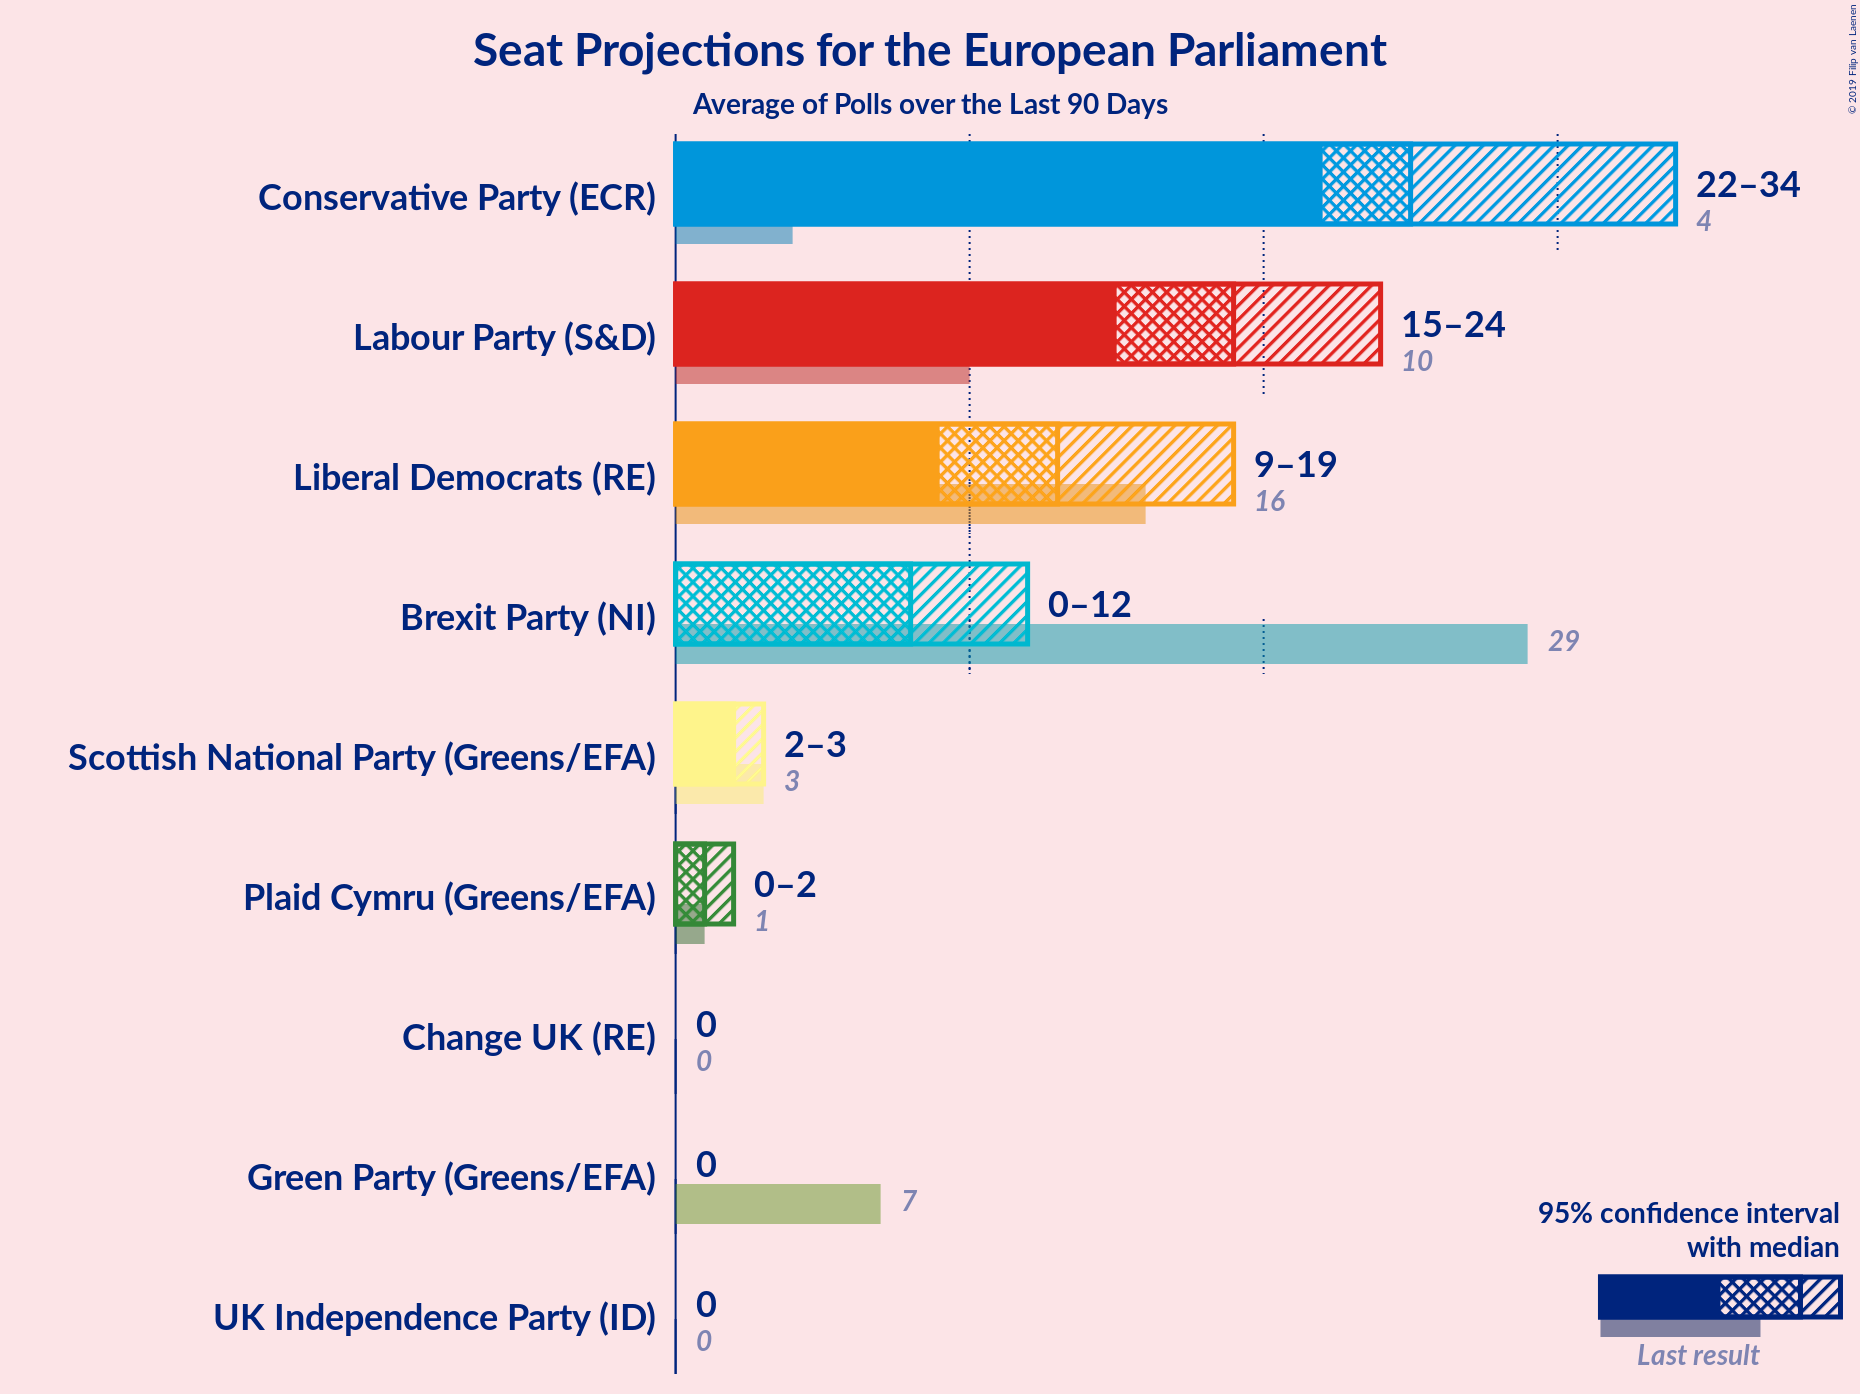 Seat Projections for the European Parliament
Average of Polls over the Last 90 Days
© 2019 Filip van Laenen
Conservative Party (ECR)
22–34
4
Labour Party (S&D)
15–24
10
Liberal Democrats (RE)
9–19
16
Brexit Party (NI)
0–12
29
Scottish National Party (Greens/EFA)
2–3
3
Plaid Cymru (Greens/EFA)
0–2
1
Change UK (RE)
0
0
Green Party (Greens/EFA)
0
7
UK Independence Party (ID)
0
0
95% confidence interval
with median
Last result